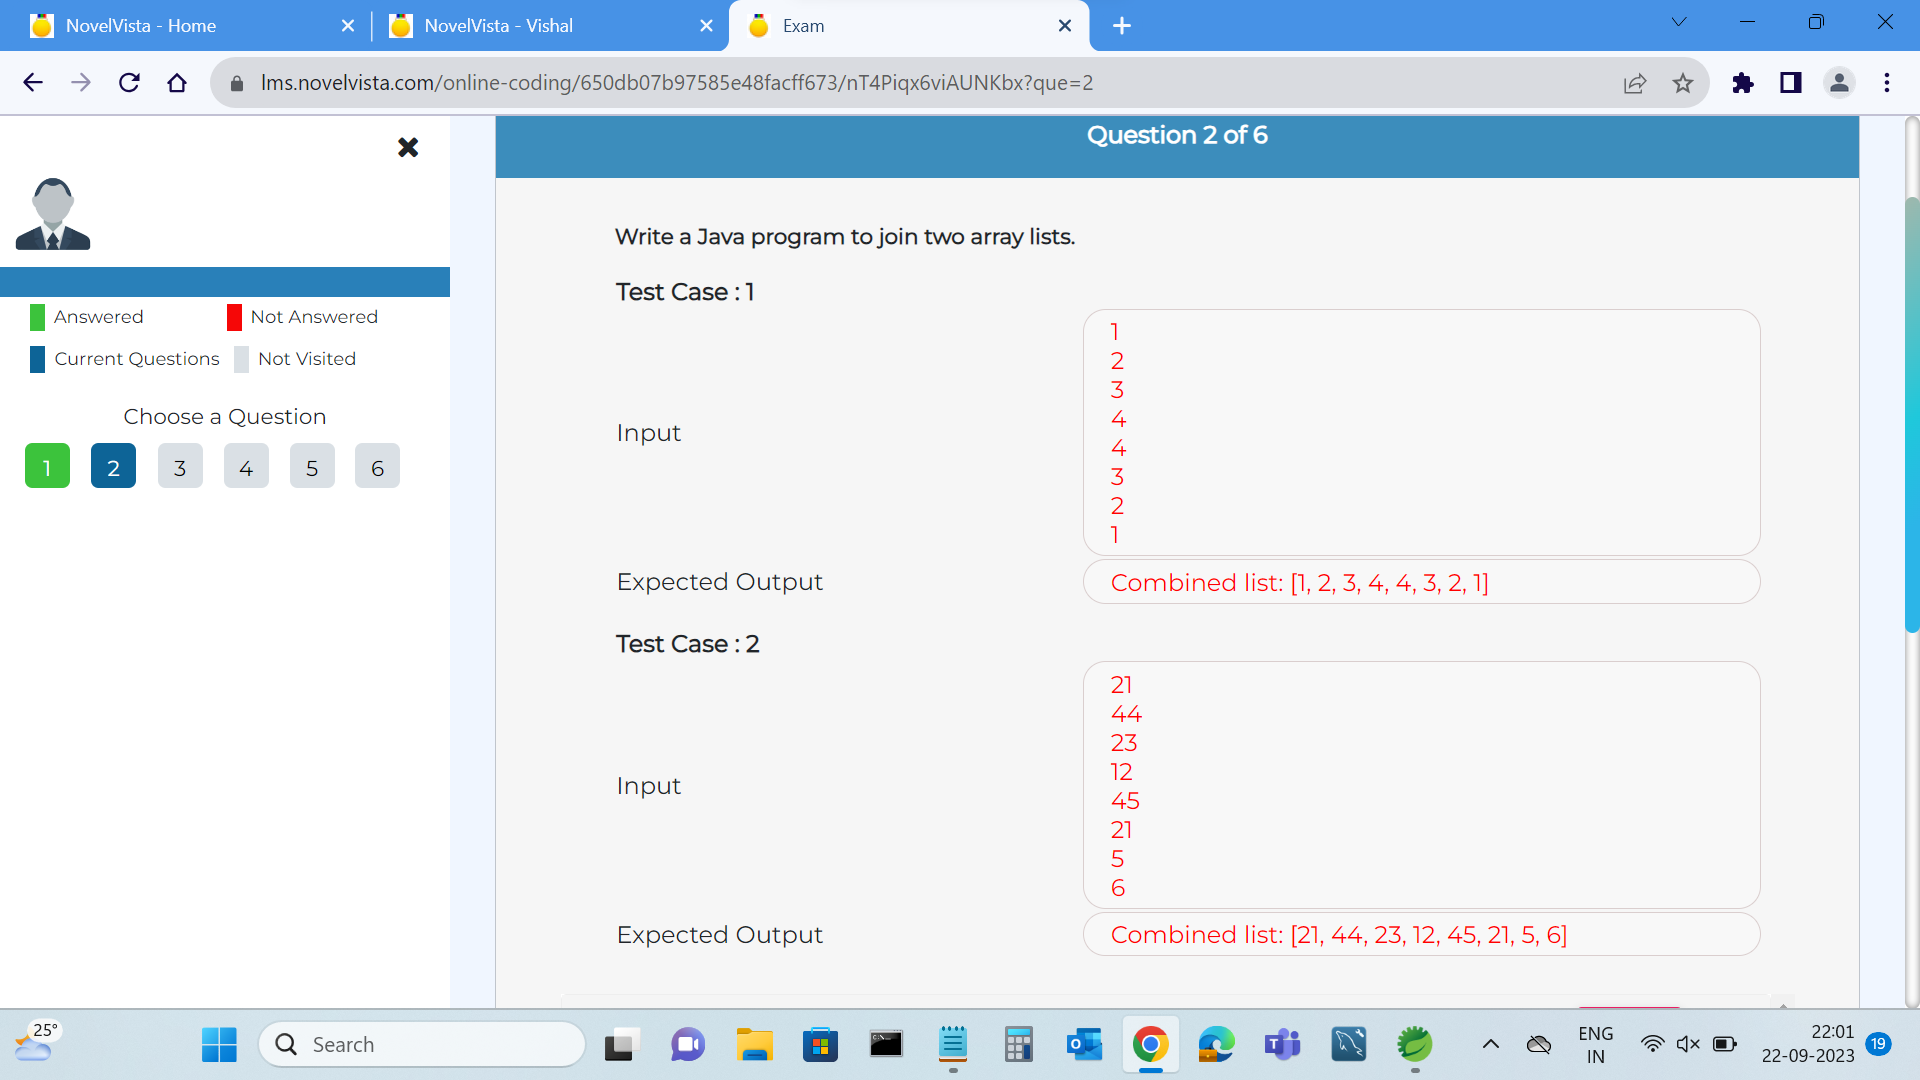 NovelVista - Home
NovelVista - Vishal
Exam
lms.novelvista.com/online-coding/650db07b97585e48facff673/nT4Piqx6viAUNKbx?que=2
Answered
Not Answered
Current Questions
Not Visited
Choose a Question
1 2 3 4 5 6
Question 2 of 6
Write a Java program to join two array lists.
Test Case : 1
Input
1
2
3
4
4
3
2
1
Expected Output
Combined list: [1, 2, 3, 4, 4, 3, 2, 1]
Test Case : 2
Input
21
44
23
12
45
21
5
6
Expected Output
Combined list: [21, 44, 23, 12, 45, 21, 5, 6]
25°
Search
ENG
IN
22:01
22-09-2023
19